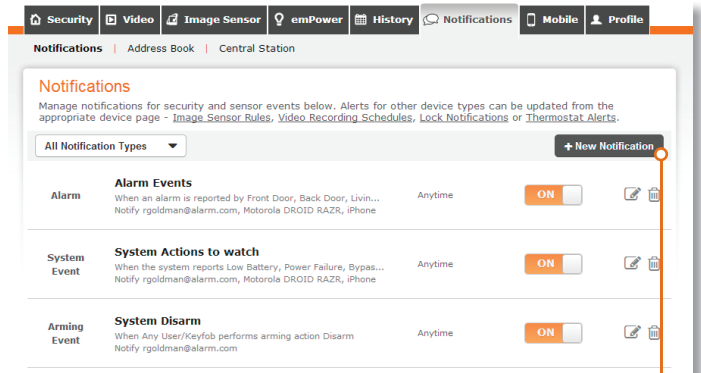 Security Video Image Sensor emPower History Notifications Mobile Profile
Notifications | Address Book | Central Station
Notifications
Manage notifications for security and sensor events below. Alerts for other device types can be updated from the
appropriate device page - Image Sensor Rules, Video Recording Schedules, Lock Notifications or Thermostat Alerts.
All Notification Types + New Notification
Alarm Events
Alarm When an alarm is reported by Front Door, Back Door, Livin... Anytime ON
Notify rgoldman@alarm.com, Motorola DROID RAZR, iPhone
System Actions to watch
System Event When the system reports Low Battery, Power Failure, Bypas... Anytime ON
Notify rgoldman@alarm.com, Motorola DROID RAZR, iPhone
System Disarm
Arming Event When Any User/Keyfob performs arming action Disarm Anytime ON
Notify rgoldman@alarm.com